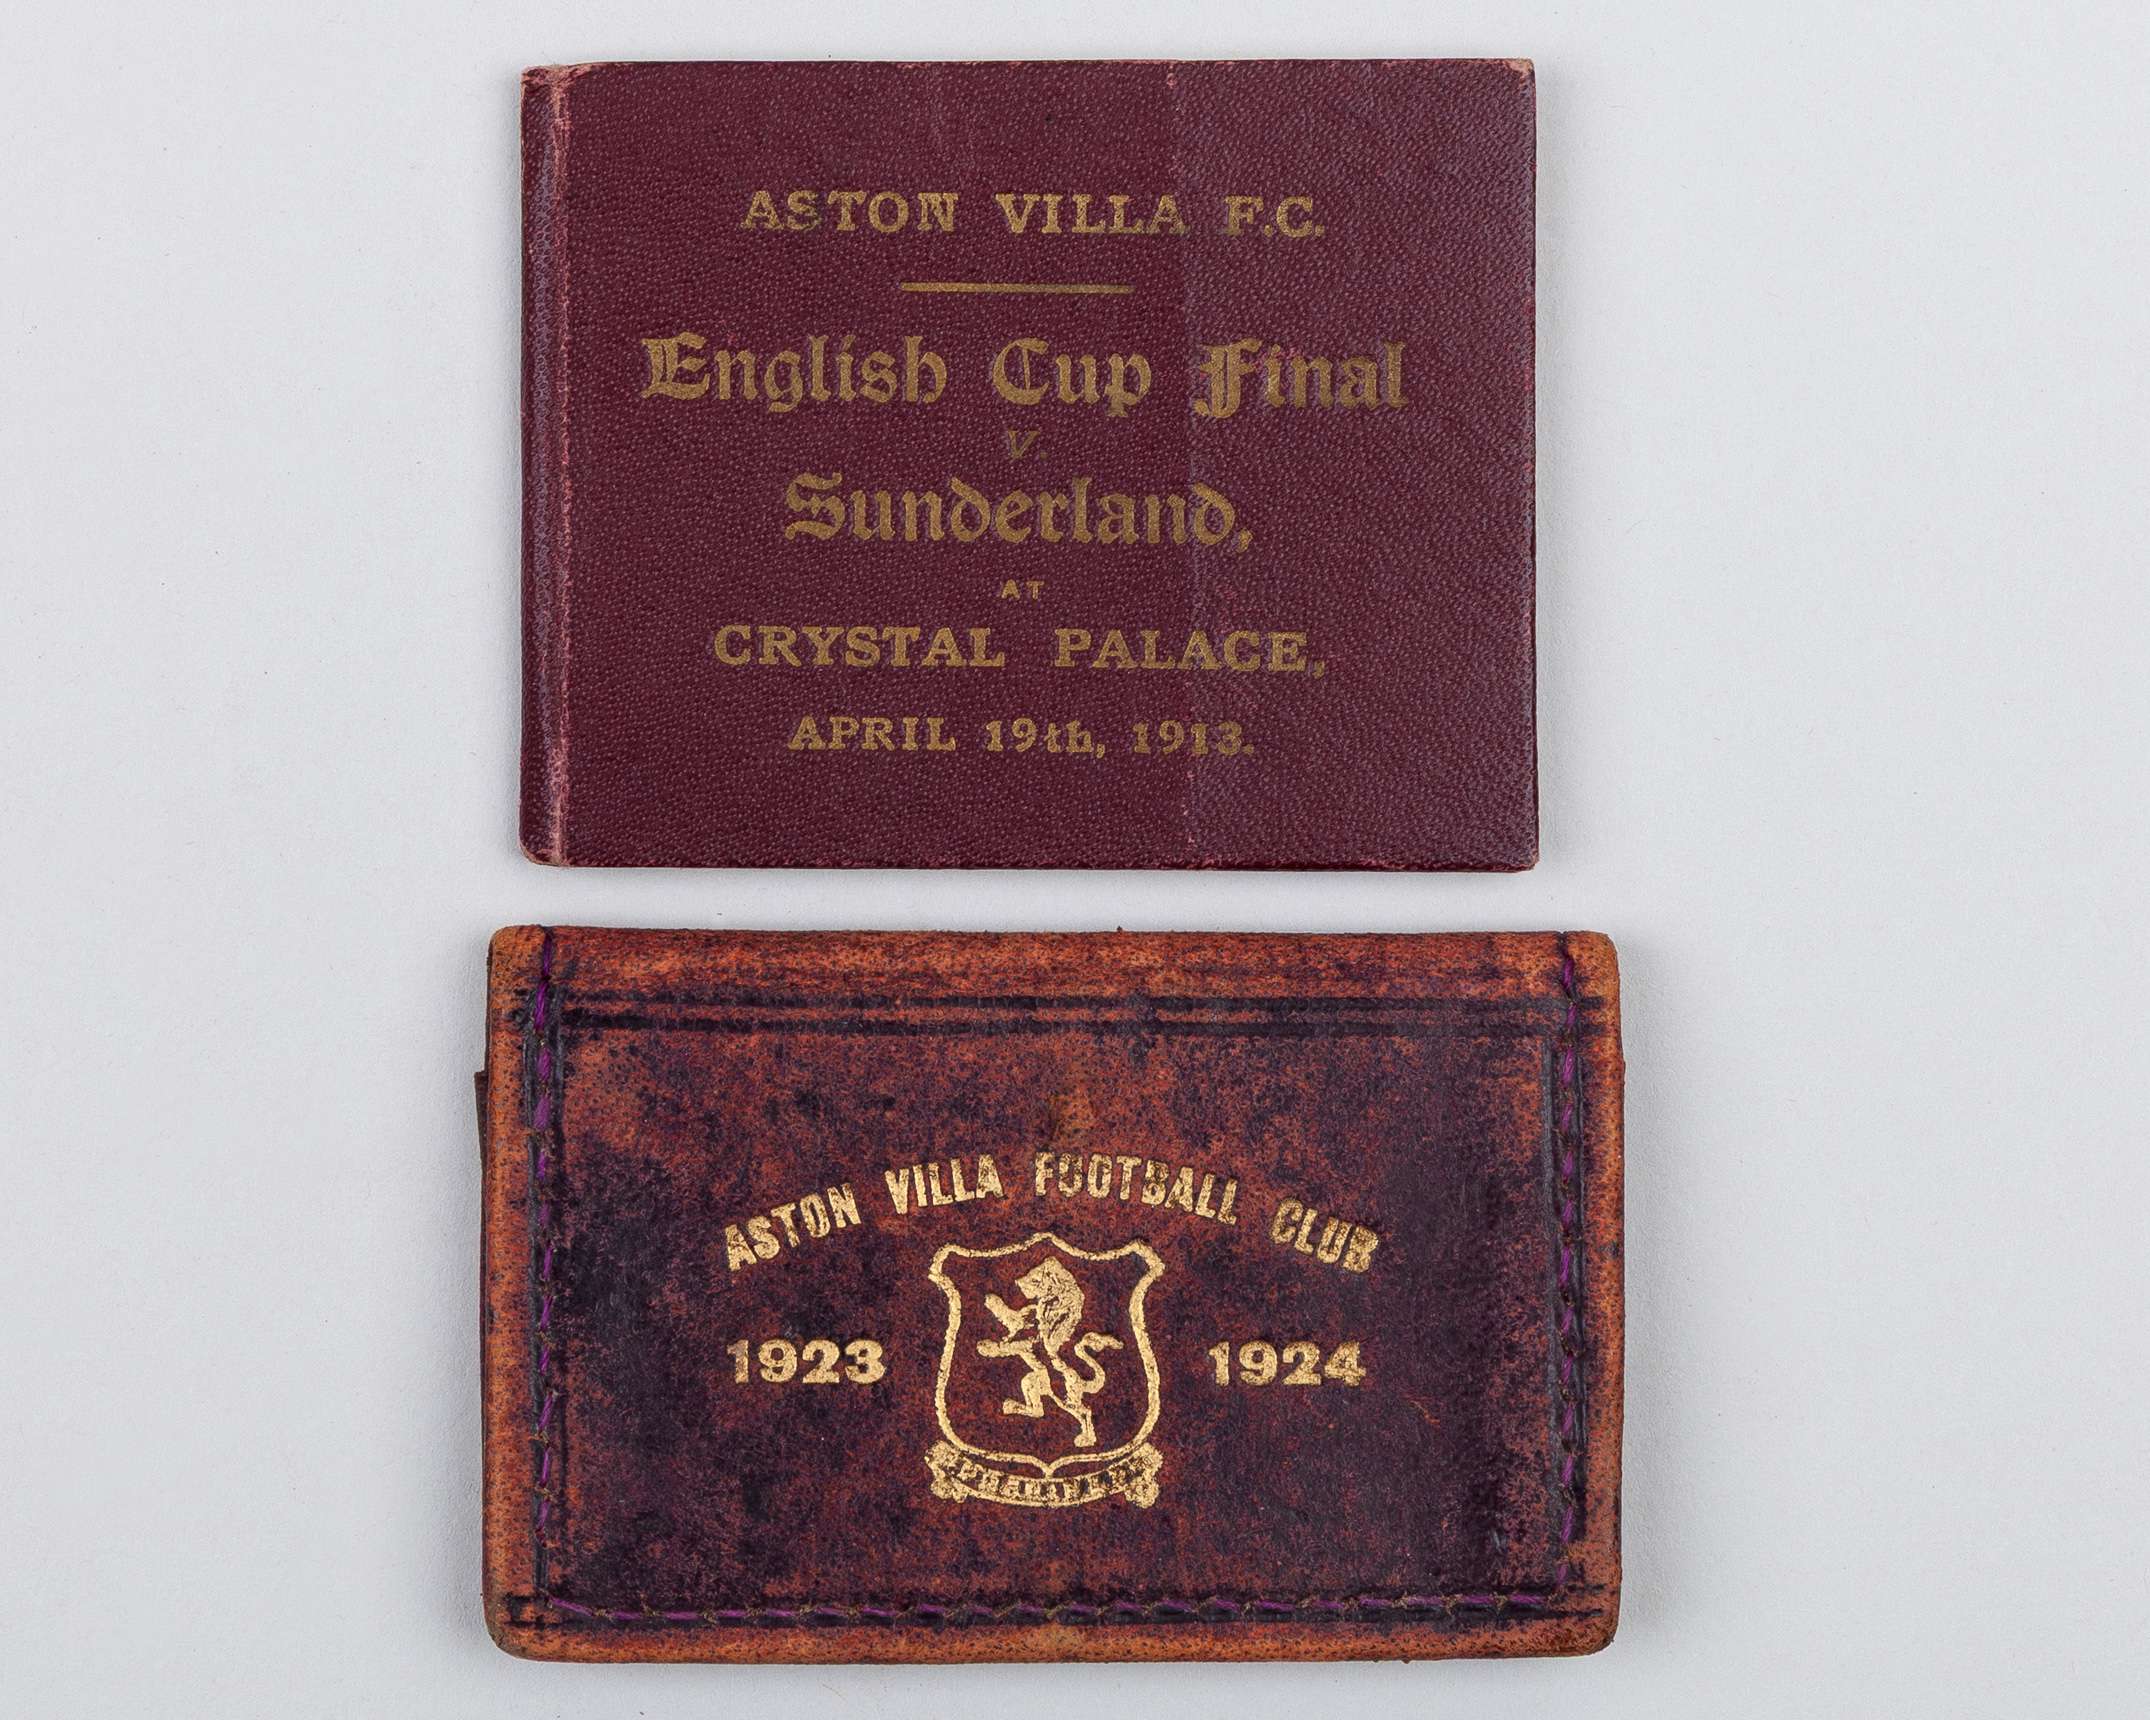 ASTON VILLA F.C.
English Cup Final
v.
Sunderland,
AT
CRYSTAL PALACE,
APRIL 19th, 1913.
ASTON VILLA FOOTBALL CLUB
1923 1924